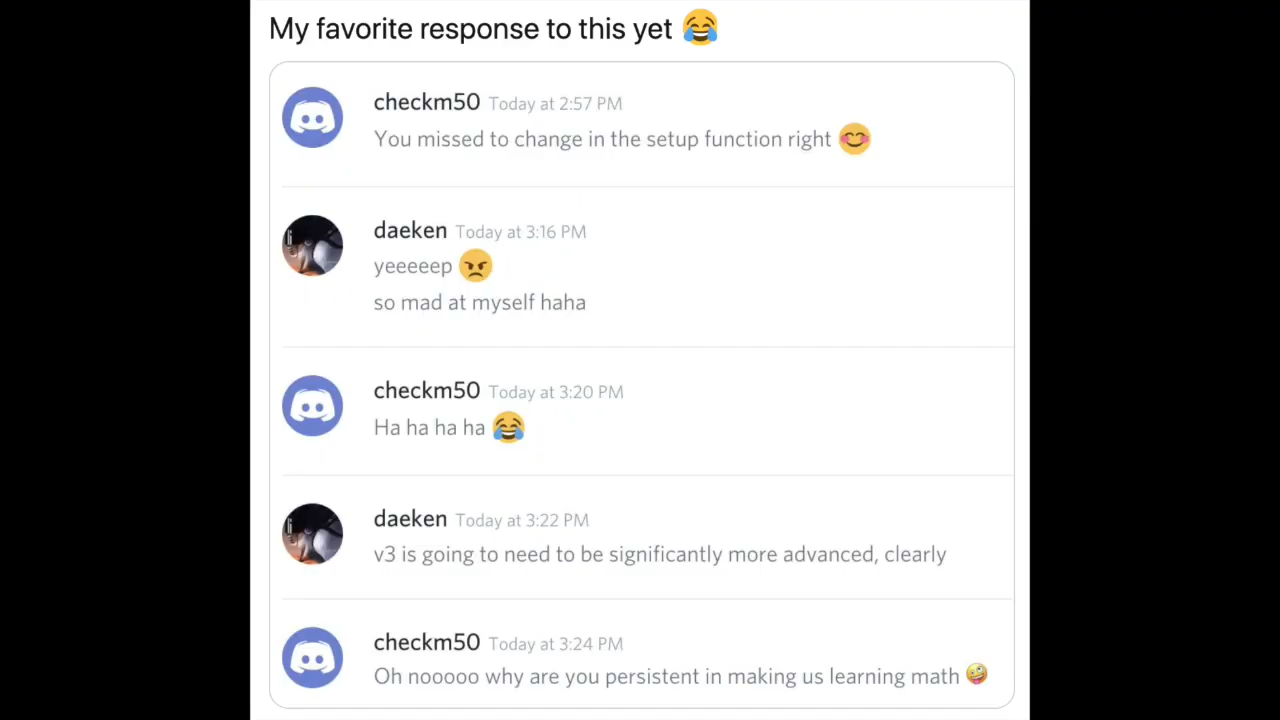 My favorite response to this yet 😂
checkm50 Today at 2:57 PM
You missed to change in the setup function right 😊
daeken Today at 3:16 PM
yeeeeep 😠
so mad at myself haha
checkm50 Today at 3:20 PM
Ha ha ha ha 😂
daeken Today at 3:22 PM
v3 is going to need to be significantly more advanced, clearly
checkm50 Today at 3:24 PM
Oh nooooo why are you persistent in making us learning math 🤪